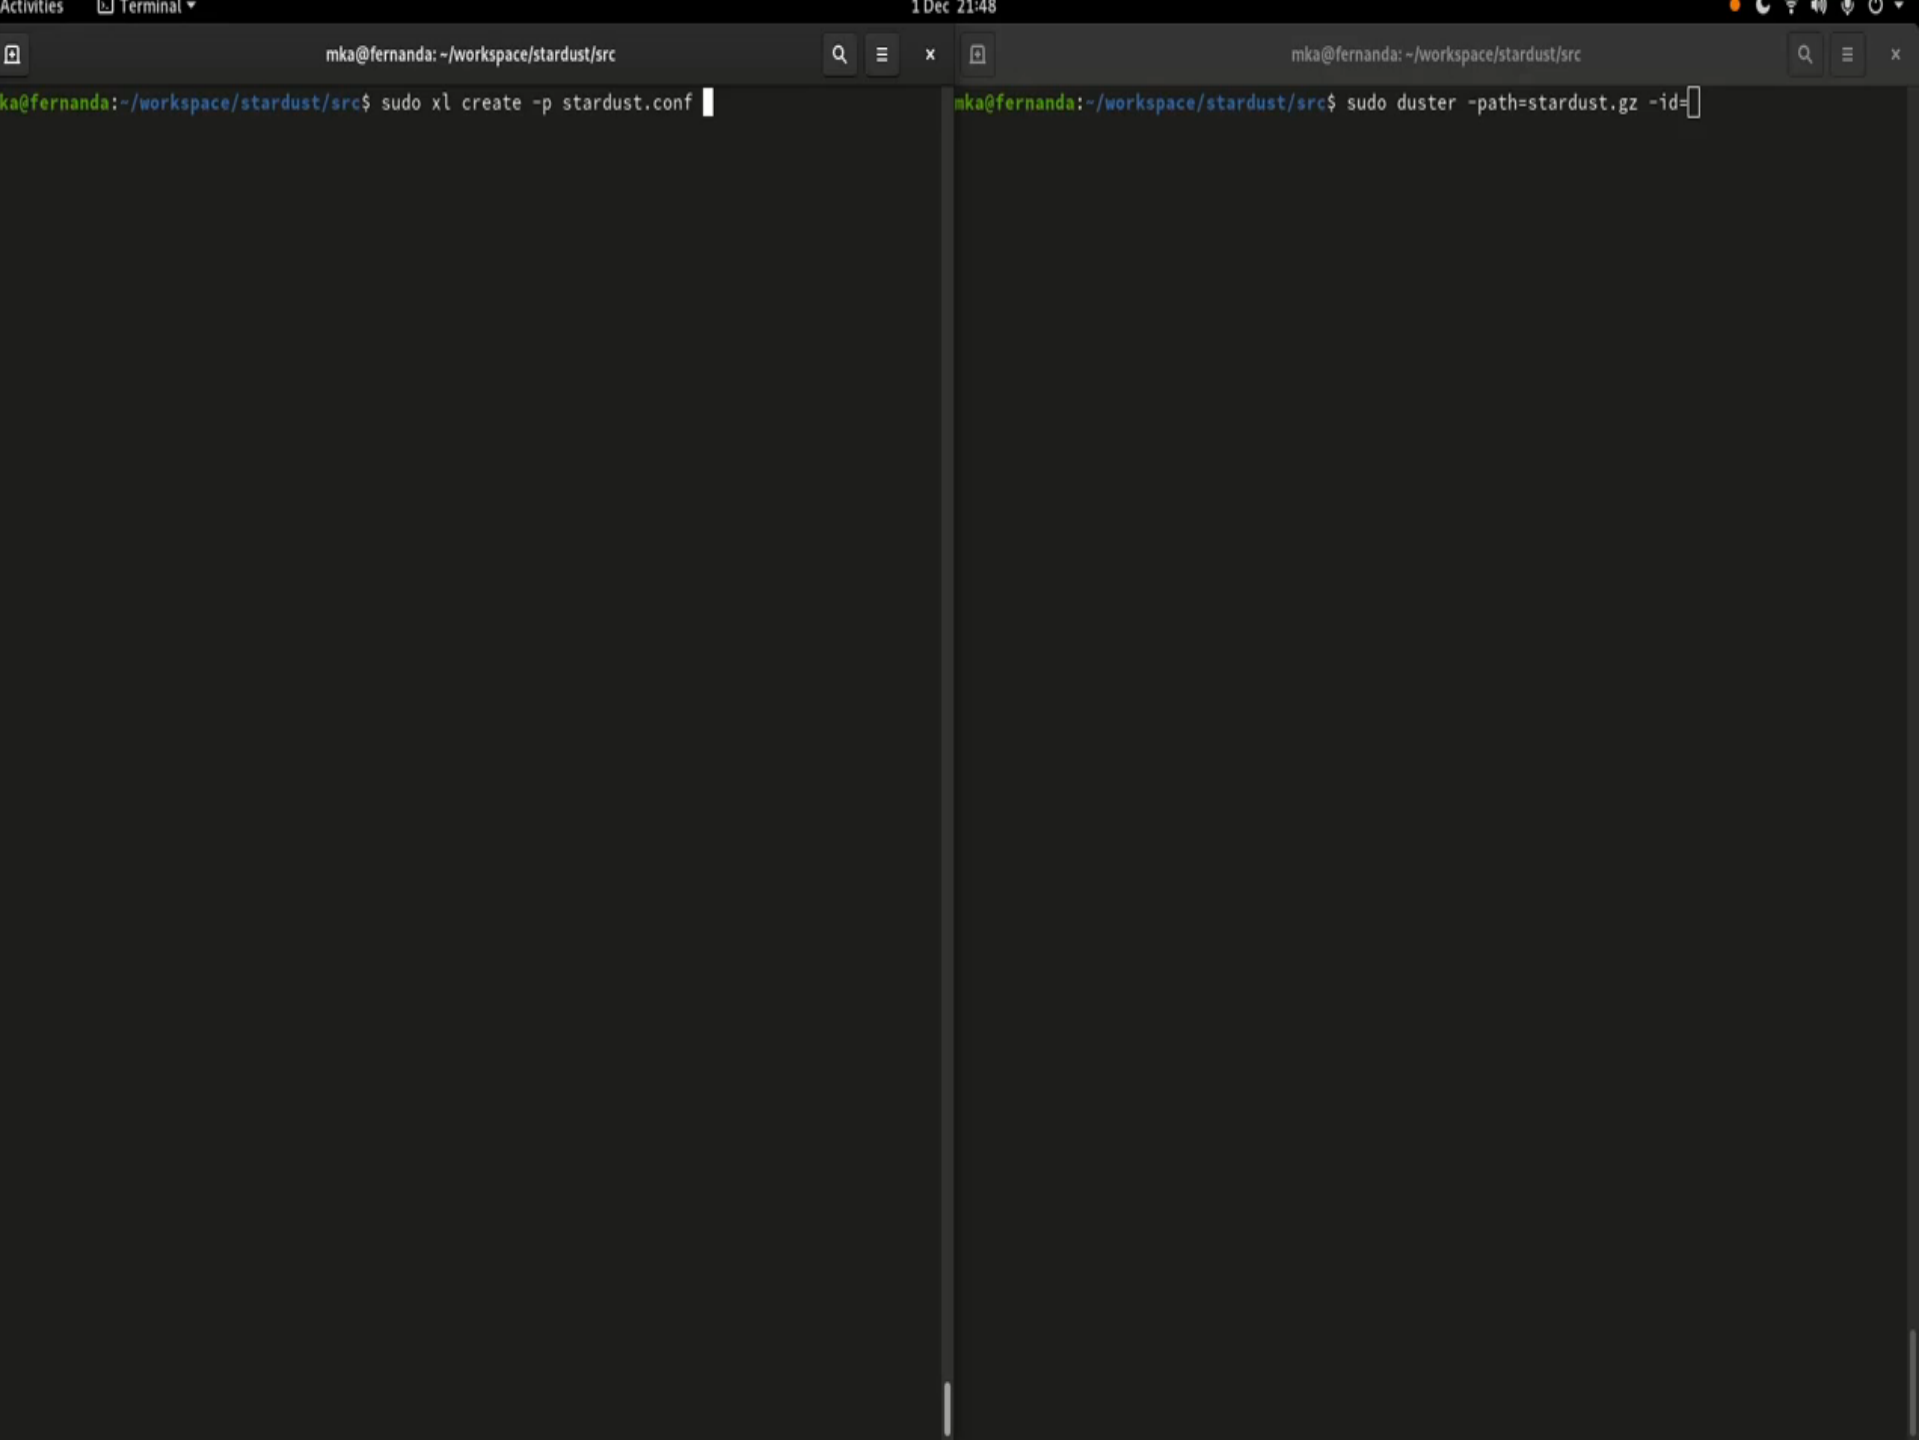 Activities Terminal 1 Dec 21:48
mka@fernanda: ~/workspace/stardust/src
ka@fernanda:~/workspace/stardust/src$ sudo xl create -p stardust.conf
mka@fernanda: ~/workspace/stardust/src
mka@fernanda:~/workspace/stardust/src$ sudo duster -path=stardust.gz -id=